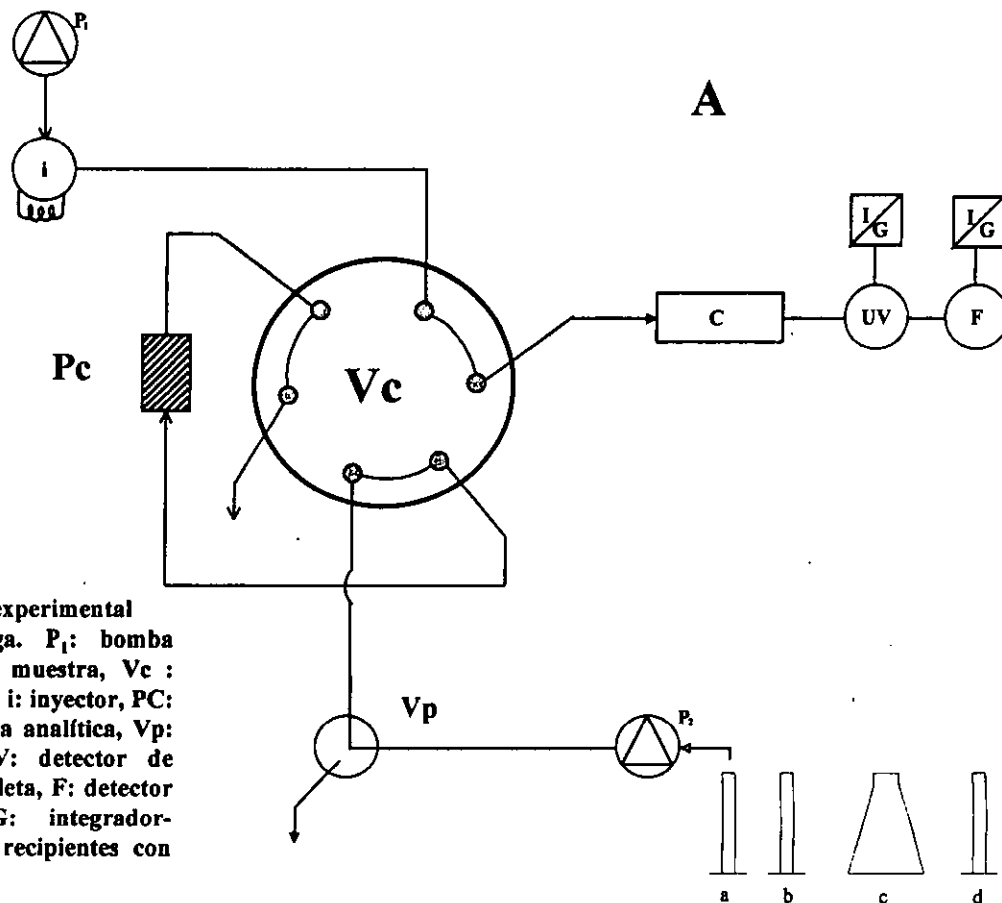 P₁
A
i
I G
I G
C
UV
F
Pc
Vc
experimental
ga. P₁: bomba
muestra, Vc :
i: inyector, PC:
a analítica, Vp:
V: detector de
leta, F: detector
G: integrador-
recipientes con
Vp
P₂
a b c d